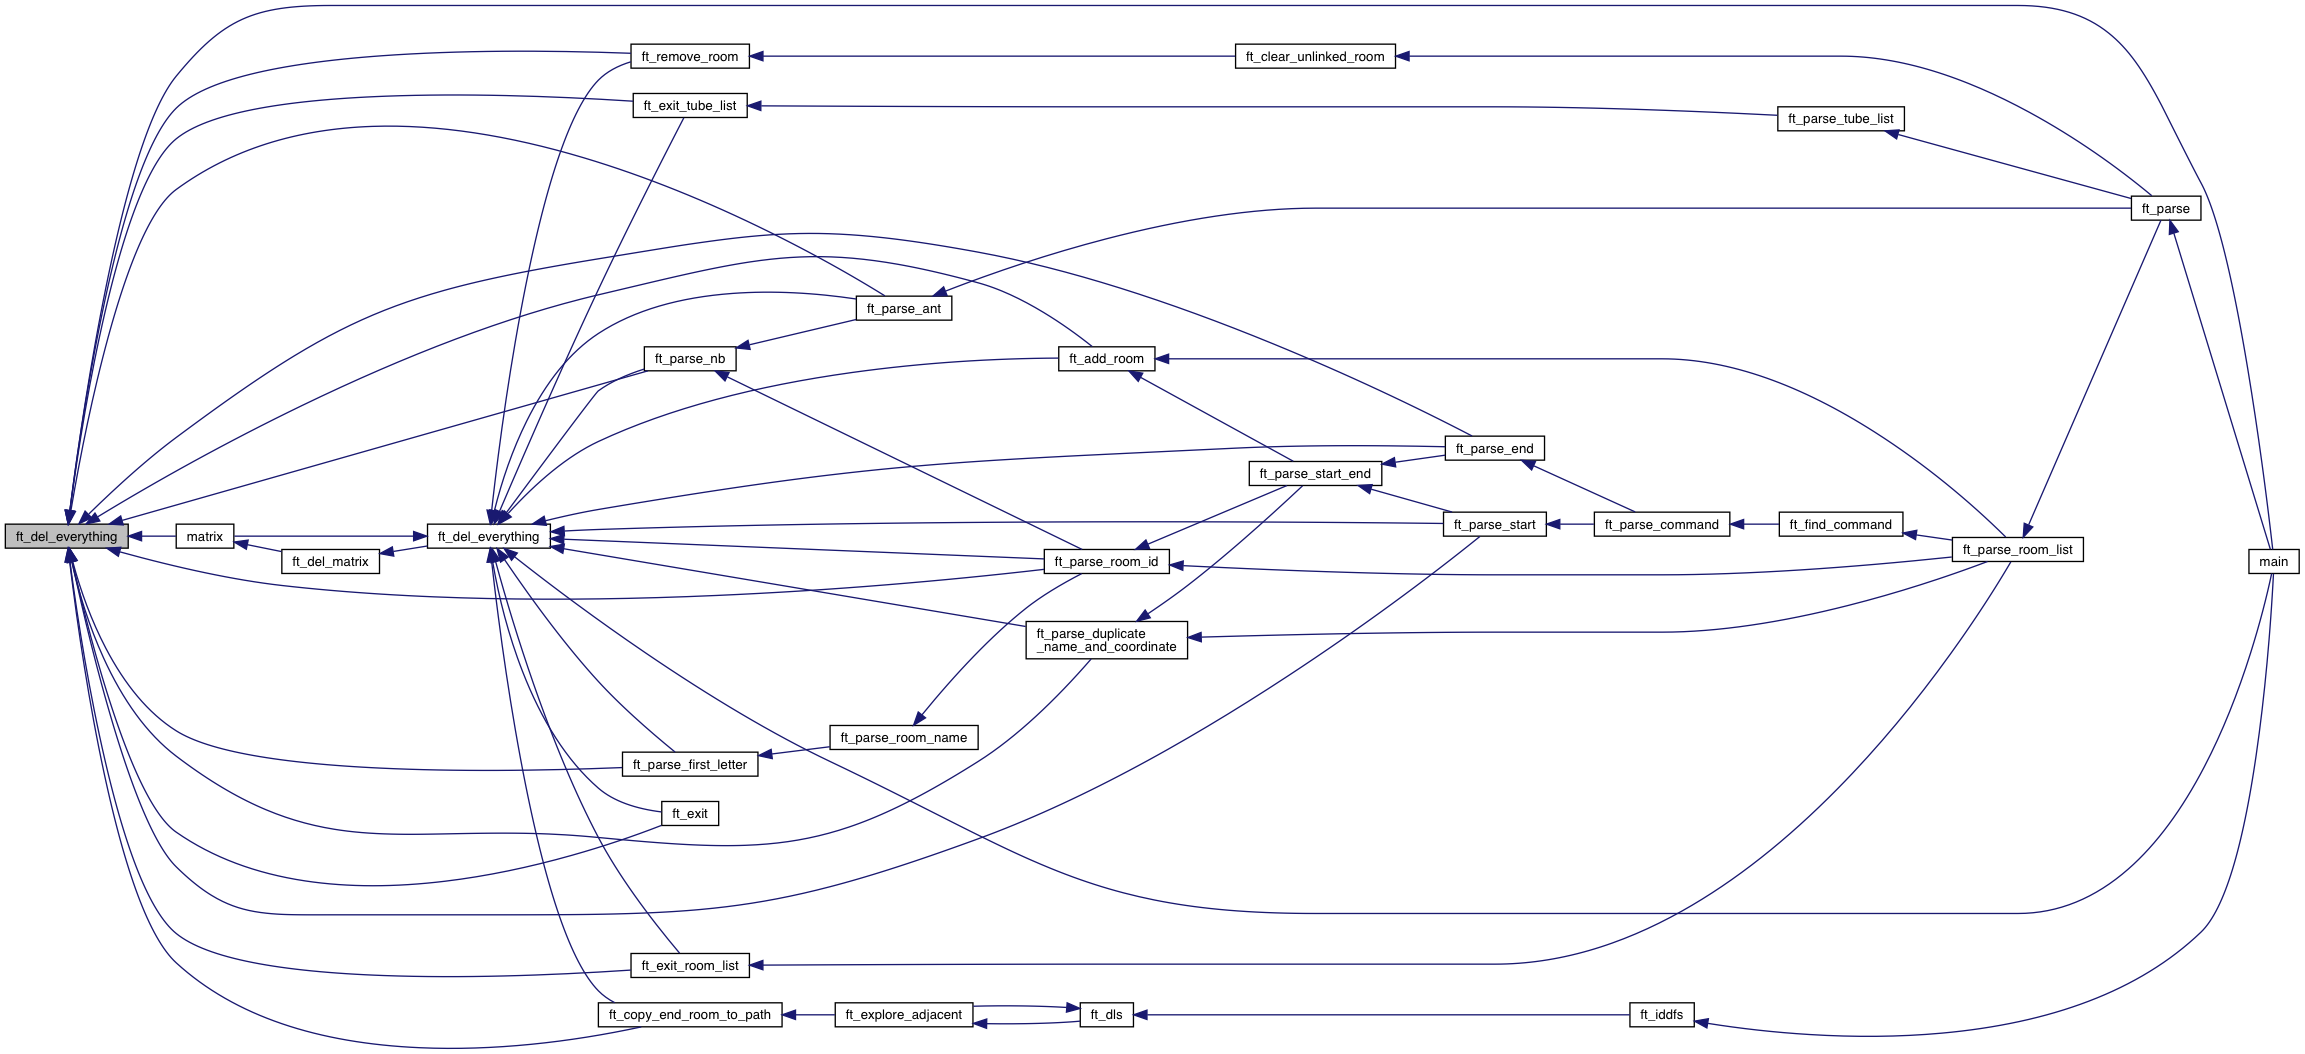 ft_remove_room
ft_clear_unlinked_room
ft_exit_tube_list
ft_parse_tube_list
ft_parse
ft_parse_ant
ft_parse_nb
ft_add_room
ft_parse_end
ft_parse_start_end
ft_del_everything
matrix
ft_del_matrix
ft_del_everything
ft_parse_start
ft_parse_command
ft_find_command
ft_parse_room_list
ft_parse_room_id
main
ft_parse_duplicate
_name_and_coordinate
ft_parse_room_name
ft_parse_first_letter
ft_exit
ft_exit_room_list
ft_copy_end_room_to_path
ft_explore_adjacent
ft_dls
ft_iddfs